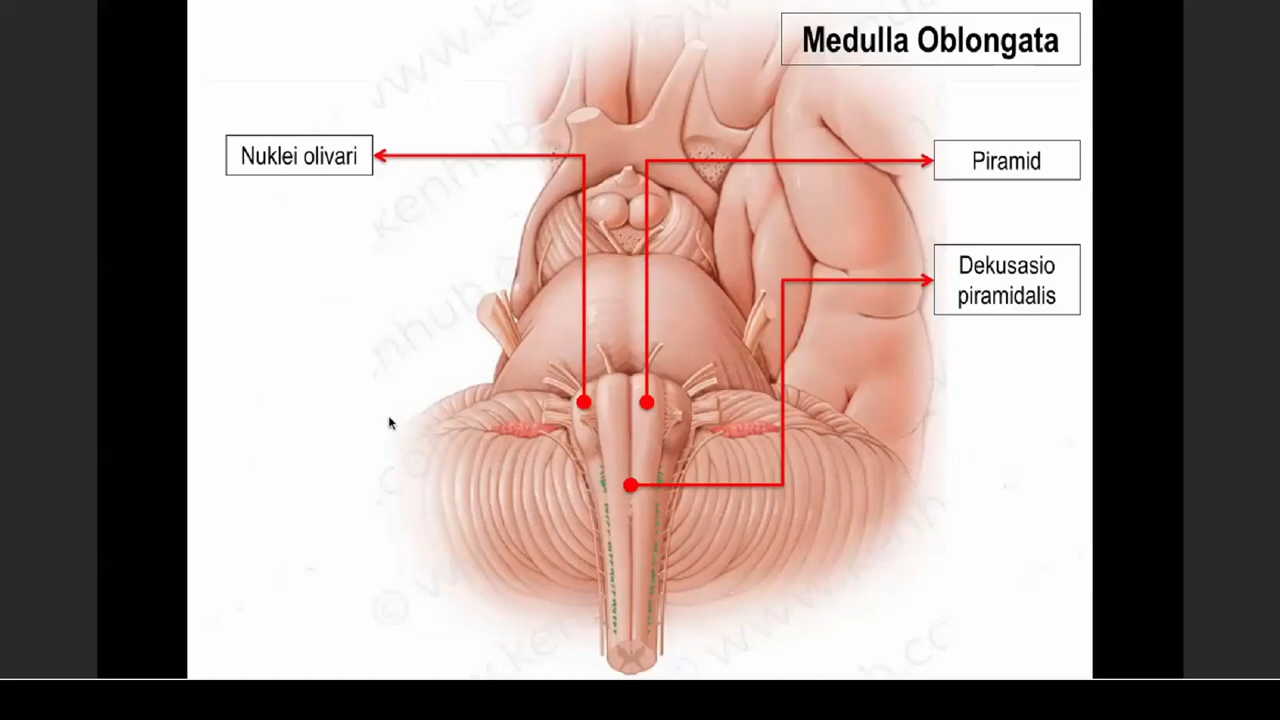 Medulla Oblongata
Nuklei olivari
Piramid
Dekusasio
piramidalis